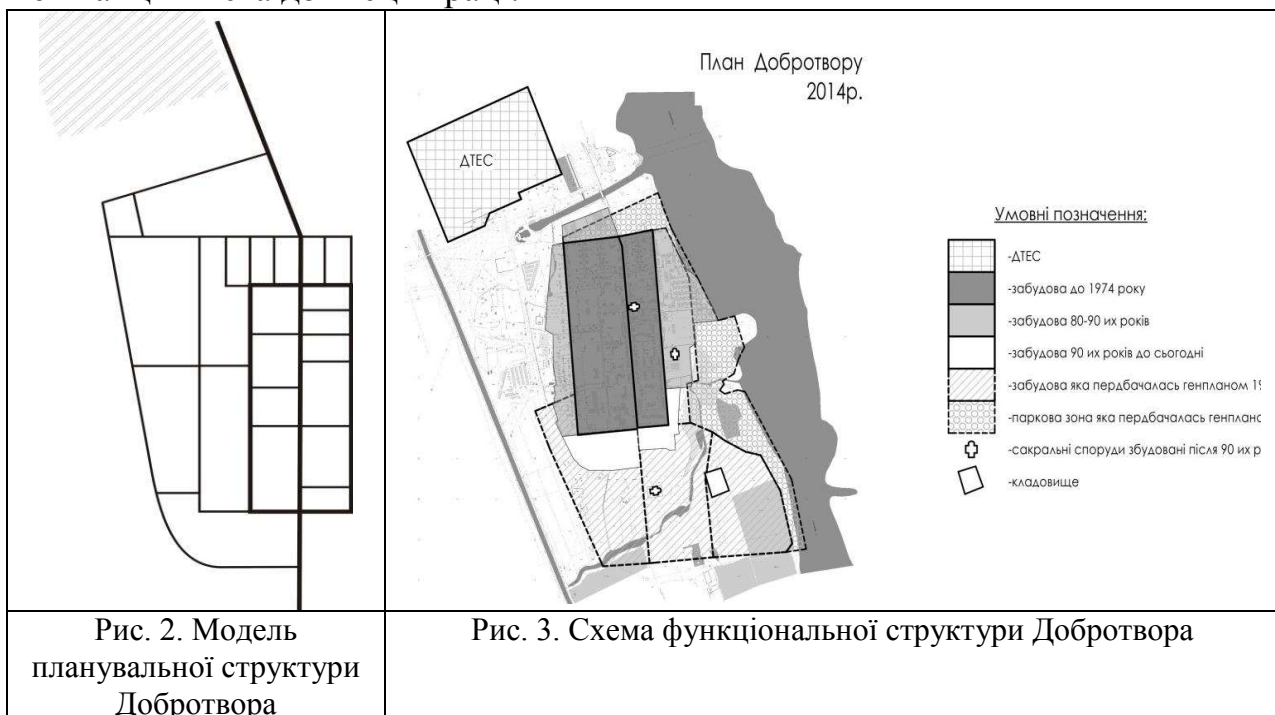 План Добротвору
2014р.
ДТЕС
Умовні позначення:
-ДТЕС
-забудова до 1974 року
-забудова 80-90 их років
-забудова 90 их років до сьогодні
-забудова яка пердбачалась генпланом 19
-паркова зона яка пердбачалась генплано
-сакральні споруди збудовані після 90 их р
-кладовище
Рис. 2. Модель
планувальної структури
Добротвора
Рис. 3. Схема функціональної структури Добротвора